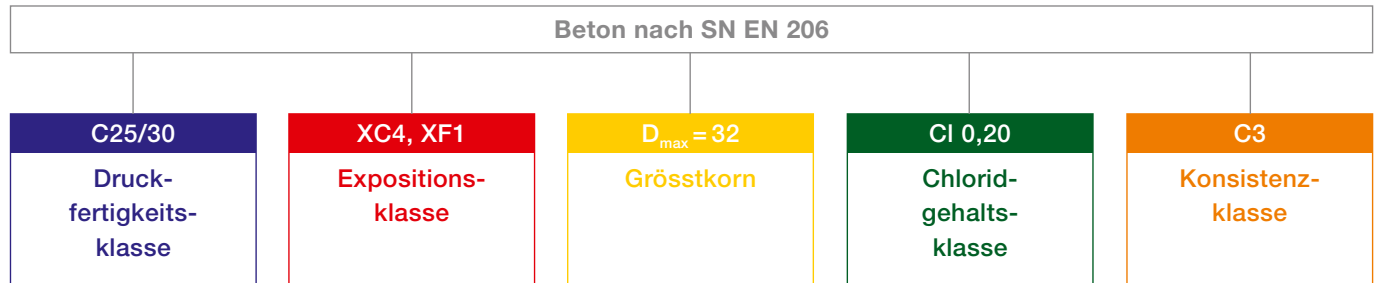 Beton nach SN EN 206
C25/30
Druck-
fertigkeits-
klasse
XC4, XF1
Expositions-
klasse
Dmax = 32
Grösstkorn
Cl 0,20
Chlorid-
gehalts-
klasse
C3
Konsistenz-
klasse